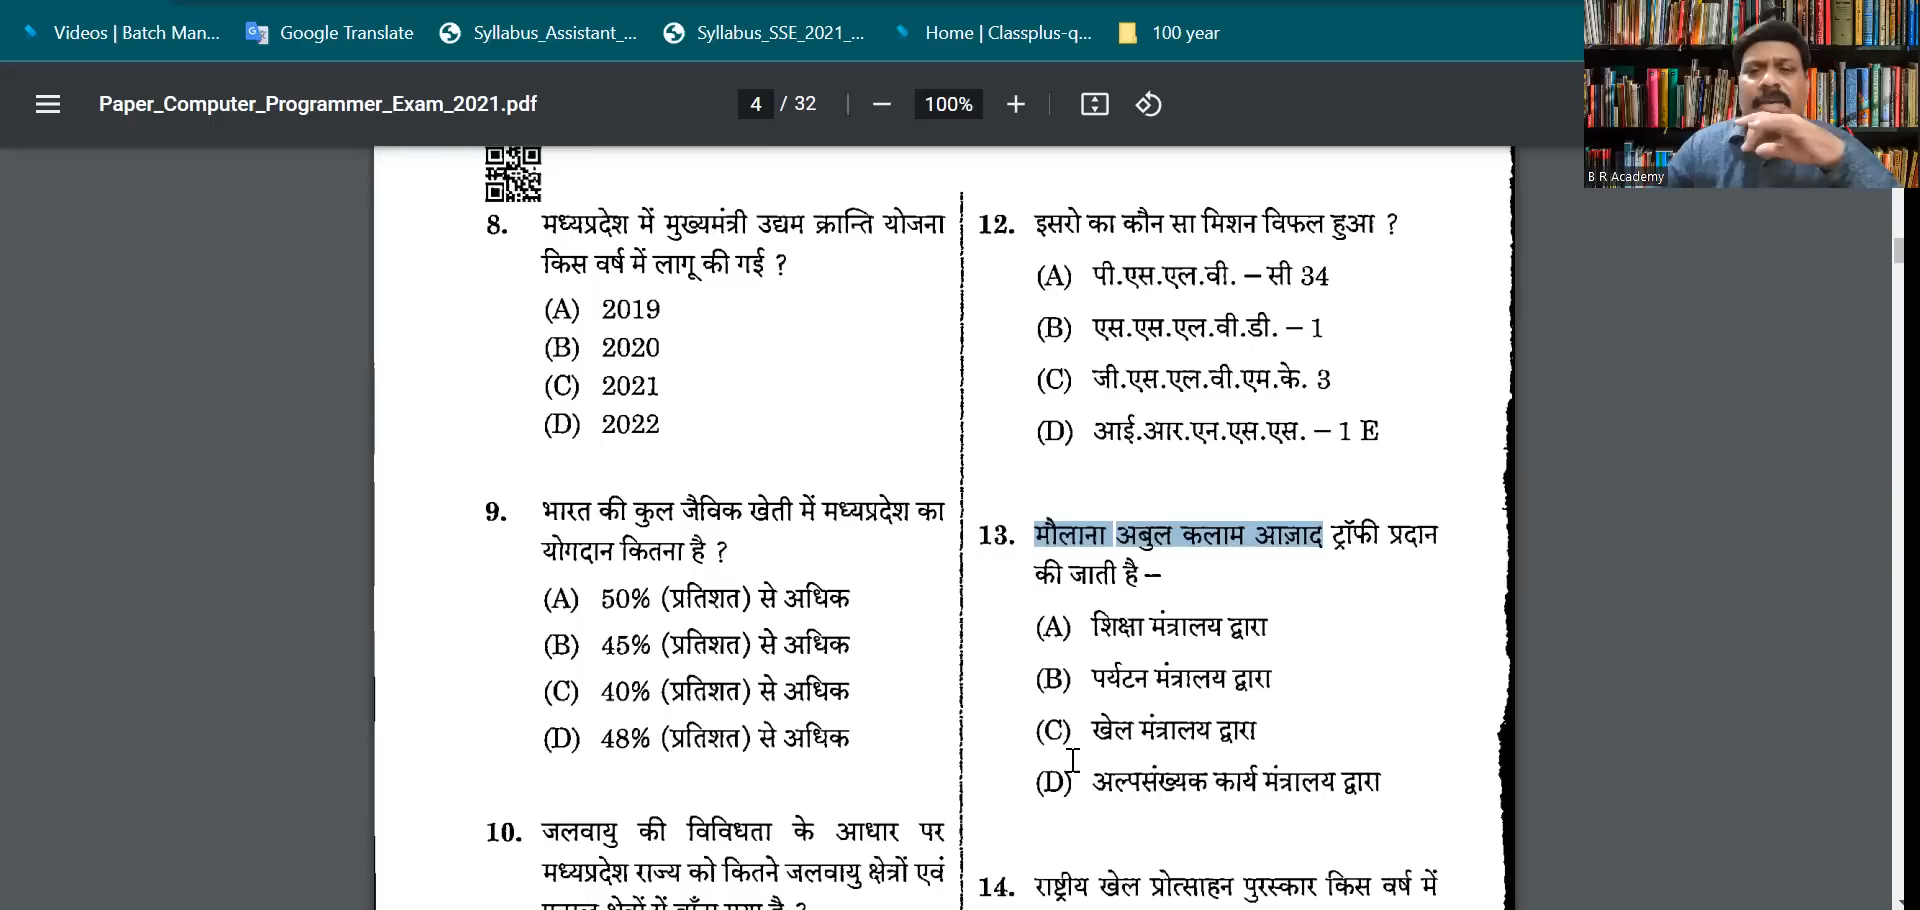 Videos | Batch Man...
Google Translate
Syllabus_Assistant_...
Syllabus_SSE_2021_...
Home | Classplus-q...
100 year
Paper_Computer_Programmer_Exam_2021.pdf
4 / 32
100%
B R Academy
8. मध्यप्रदेश में मुख्यमंत्री उद्यम क्रान्ति योजना
किस वर्ष में लागू की गई ?
(A) 2019
(B) 2020
(C) 2021
(D) 2022
9. भारत की कुल जैविक खेती में मध्यप्रदेश का
योगदान कितना है ?
(A) 50% (प्रतिशत) से अधिक
(B) 45% (प्रतिशत) से अधिक
(C) 40% (प्रतिशत) से अधिक
(D) 48% (प्रतिशत) से अधिक
10. जलवायु की विविधता के आधार पर
मध्यप्रदेश राज्य को कितने जलवायु क्षेत्रों एवं
12. इसरो का कौन सा मिशन विफल हुआ ?
(A) पी.एस.एल.वी. – सी 34
(B) एस.एस.एल.वी.डी. – 1
(C) जी.एस.एल.वी.एम.के. 3
(D) आई.आर.एन.एस.एस. – 1 E
13. मौलाना अबुल कलाम आज़ाद ट्रॉफी प्रदान
की जाती है –
(A) शिक्षा मंत्रालय द्वारा
(B) पर्यटन मंत्रालय द्वारा
(C) खेल मंत्रालय द्वारा
(D) अल्पसंख्यक कार्य मंत्रालय द्वारा
14. राष्ट्रीय खेल प्रोत्साहन पुरस्कार किस वर्ष में